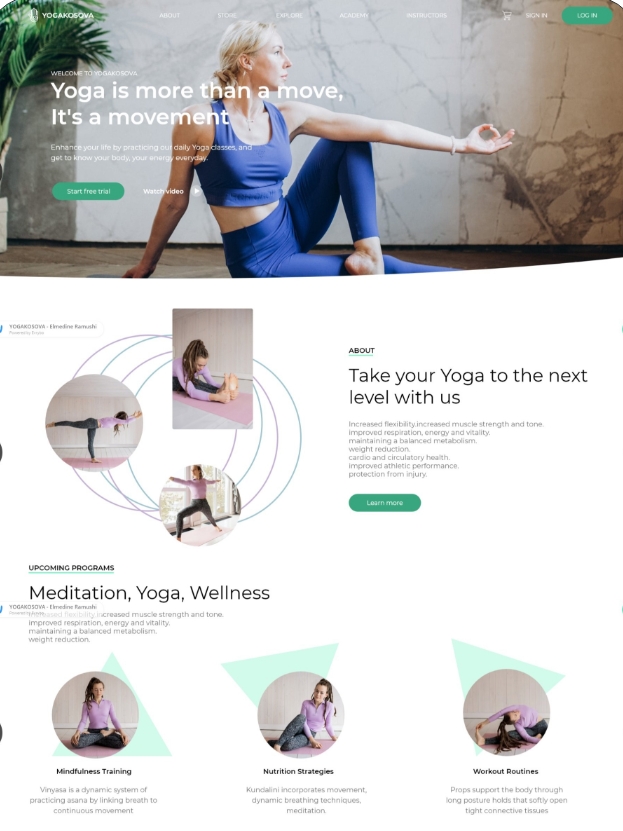 YOGAKOSOVA
ABOUT
STORE
EXPLORE
ACADEMY
INSTRUCTORS
SIGN IN
LOG IN
WELCOME TO YOGAKOSOVA
Yoga is more than a move,
It's a movement
Enhance your life by practicing our daily Yoga classes, and
get to know your body, your energy everyday.
Start free trial
Watch video
YOGAKOSOVA - Elmedine Kamushi
ABOUT
Take your Yoga to the next
level with us
Increased flexibility.increased muscle strength and tone.
improved respiration, energy and vitality.
maintaining a balanced metabolism.
weight reduction.
cardio and circulatory health.
improved athletic performance.
protection from injury.
Learn more
UPCOMING PROGRAMS
Meditation, Yoga, Wellness
YOGAKOSOVA - Elmedine Kamushi
Increased flexibility.increased muscle strength and tone.
improved respiration, energy and vitality.
maintaining a balanced metabolism.
weight reduction.
Mindfulness Training
Vinyasa is a dynamic system of
practicing asana by linking breath to
continuous movement
Nutrition Strategies
Kundalini incorporates movement,
dynamic breathing techniques,
meditation.
Workout Routines
Props support the body through
long posture holds that softly open
tight connective tissues